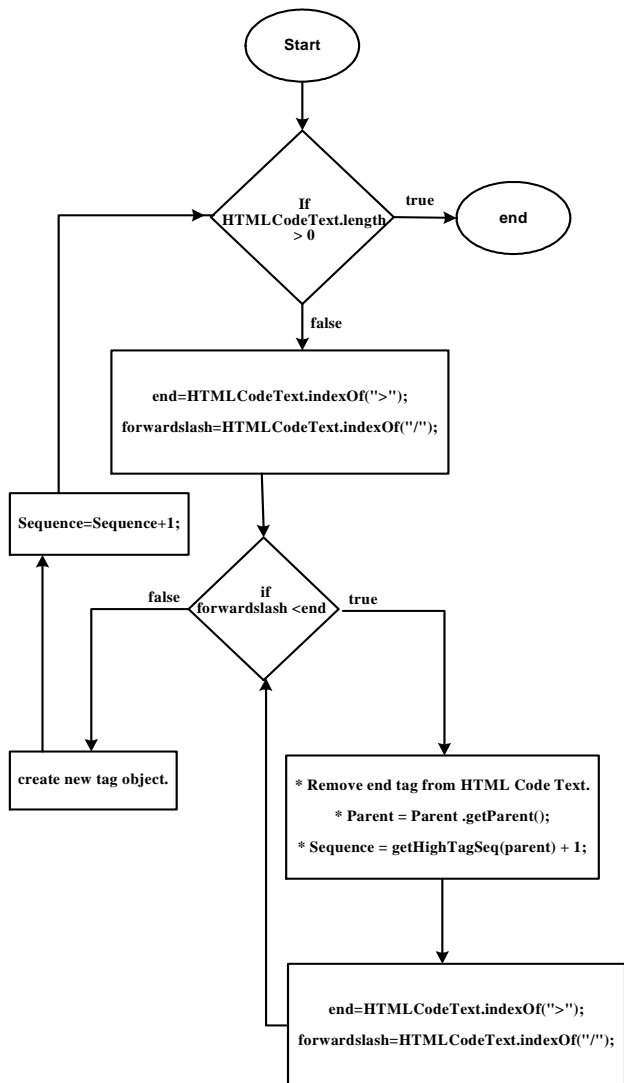 Start
If
HTMLCodeText.length
> 0
true
end
false
end=HTMLCodeText.indexOf(">");
forwardslash=HTMLCodeText.indexOf("/");
Sequence=Sequence+1;
false
if
forwardslash <end
true
create new tag object.
* Remove end tag from HTML Code Text.
* Parent = Parent .getParent();
* Sequence = getHighTagSeq(parent) + 1;
end=HTMLCodeText.indexOf(">");
forwardslash=HTMLCodeText.indexOf("/");